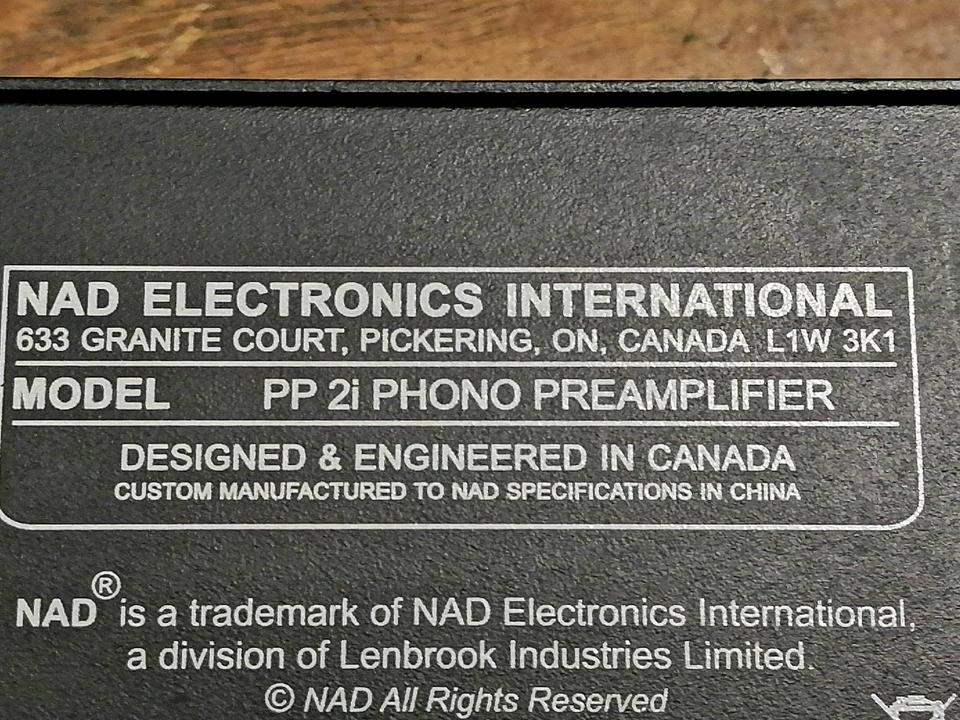 NAD ELECTRONICS INTERNATIONAL
633 GRANITE COURT, PICKERING, ON, CANADA L1W 3K1
MODEL PP 2i PHONO PREAMPLIFIER
DESIGNED & ENGINEERED IN CANADA
CUSTOM MANUFACTURED TO NAD SPECIFICATIONS IN CHINA
NAD® is a trademark of NAD Electronics International,
a division of Lenbrook Industries Limited.
© NAD All Rights Reserved